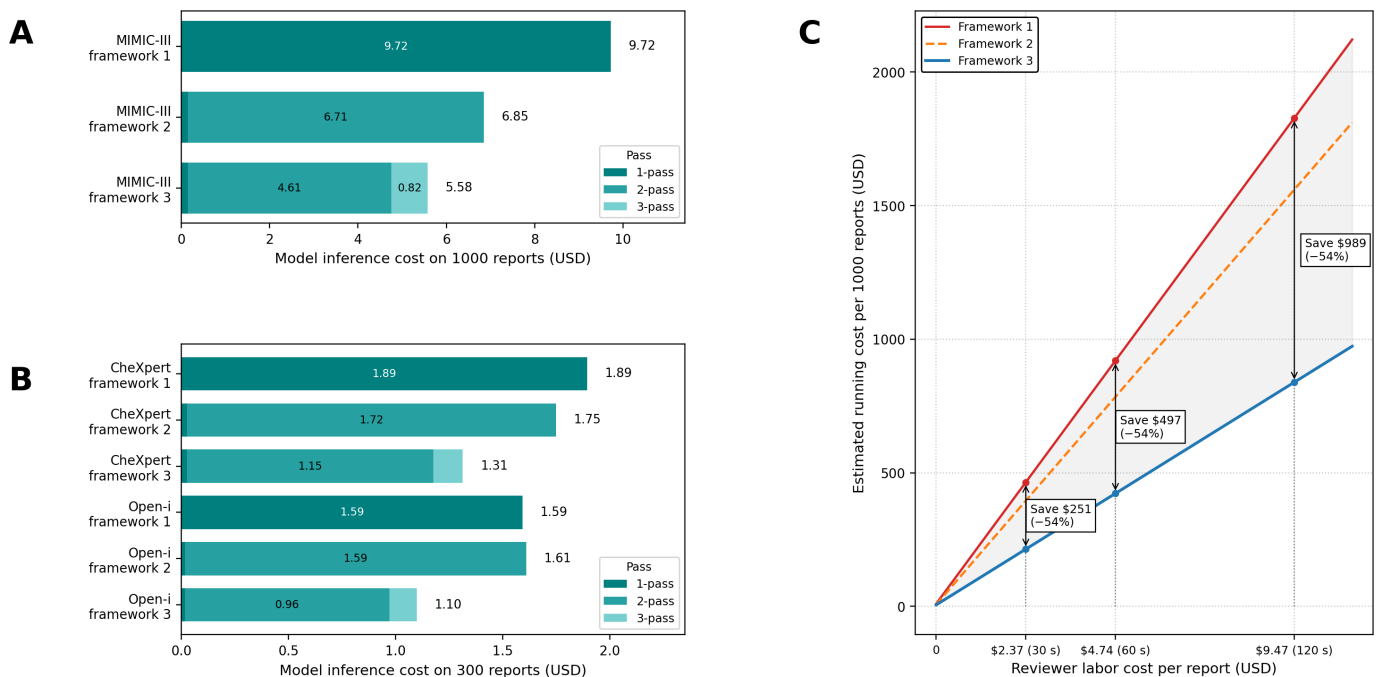 A
MIMIC-III
framework 1
9.72
9.72
MIMIC-III
framework 2
6.71
6.85
MIMIC-III
framework 3
4.61
0.82
5.58
Pass
1-pass
2-pass
3-pass
0
2
4
6
8
10
Model inference cost on 1000 reports (USD)
B
CheXpert
framework 1
1.89
1.89
CheXpert
framework 2
1.72
1.75
CheXpert
framework 3
1.15
1.31
Open-i
framework 1
1.59
1.59
Open-i
framework 2
1.59
1.61
Open-i
framework 3
0.96
1.10
Pass
1-pass
2-pass
3-pass
0.0
0.5
1.0
1.5
2.0
Model inference cost on 300 reports (USD)
C
Framework 1
Framework 2
Framework 3
Estimated running cost per 1000 reports (USD)
2000
1500
1000
500
0
Save $989
(−54%)
Save $497
(−54%)
Save $251
(−54%)
0
$2.37 (30 s)
$4.74 (60 s)
$9.47 (120 s)
Reviewer labor cost per report (USD)